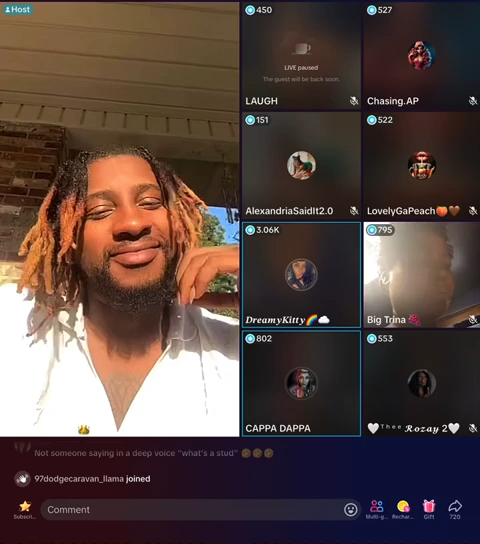 Host
450
LIVE paused
The guest will be back soon.
LAUGH
527
Chasing.AP
151
AlexandriaSaidIt2.0
522
LovelyGaPeach🍑🤎
3.06K
DreamyKitty🌈☁️
795
Big Trina
802
CAPPA DAPPA
553
🤍ᵀʰᵉᵉ 𝓡𝓸𝔃𝓪𝔂 2🤍
Not someone saying in a deep voice "what's a stud" 🤣🤣🤣
97dodgecaravan_llama joined
Comment
Subscri...
Multi-g...
Rechar...
Gift
720